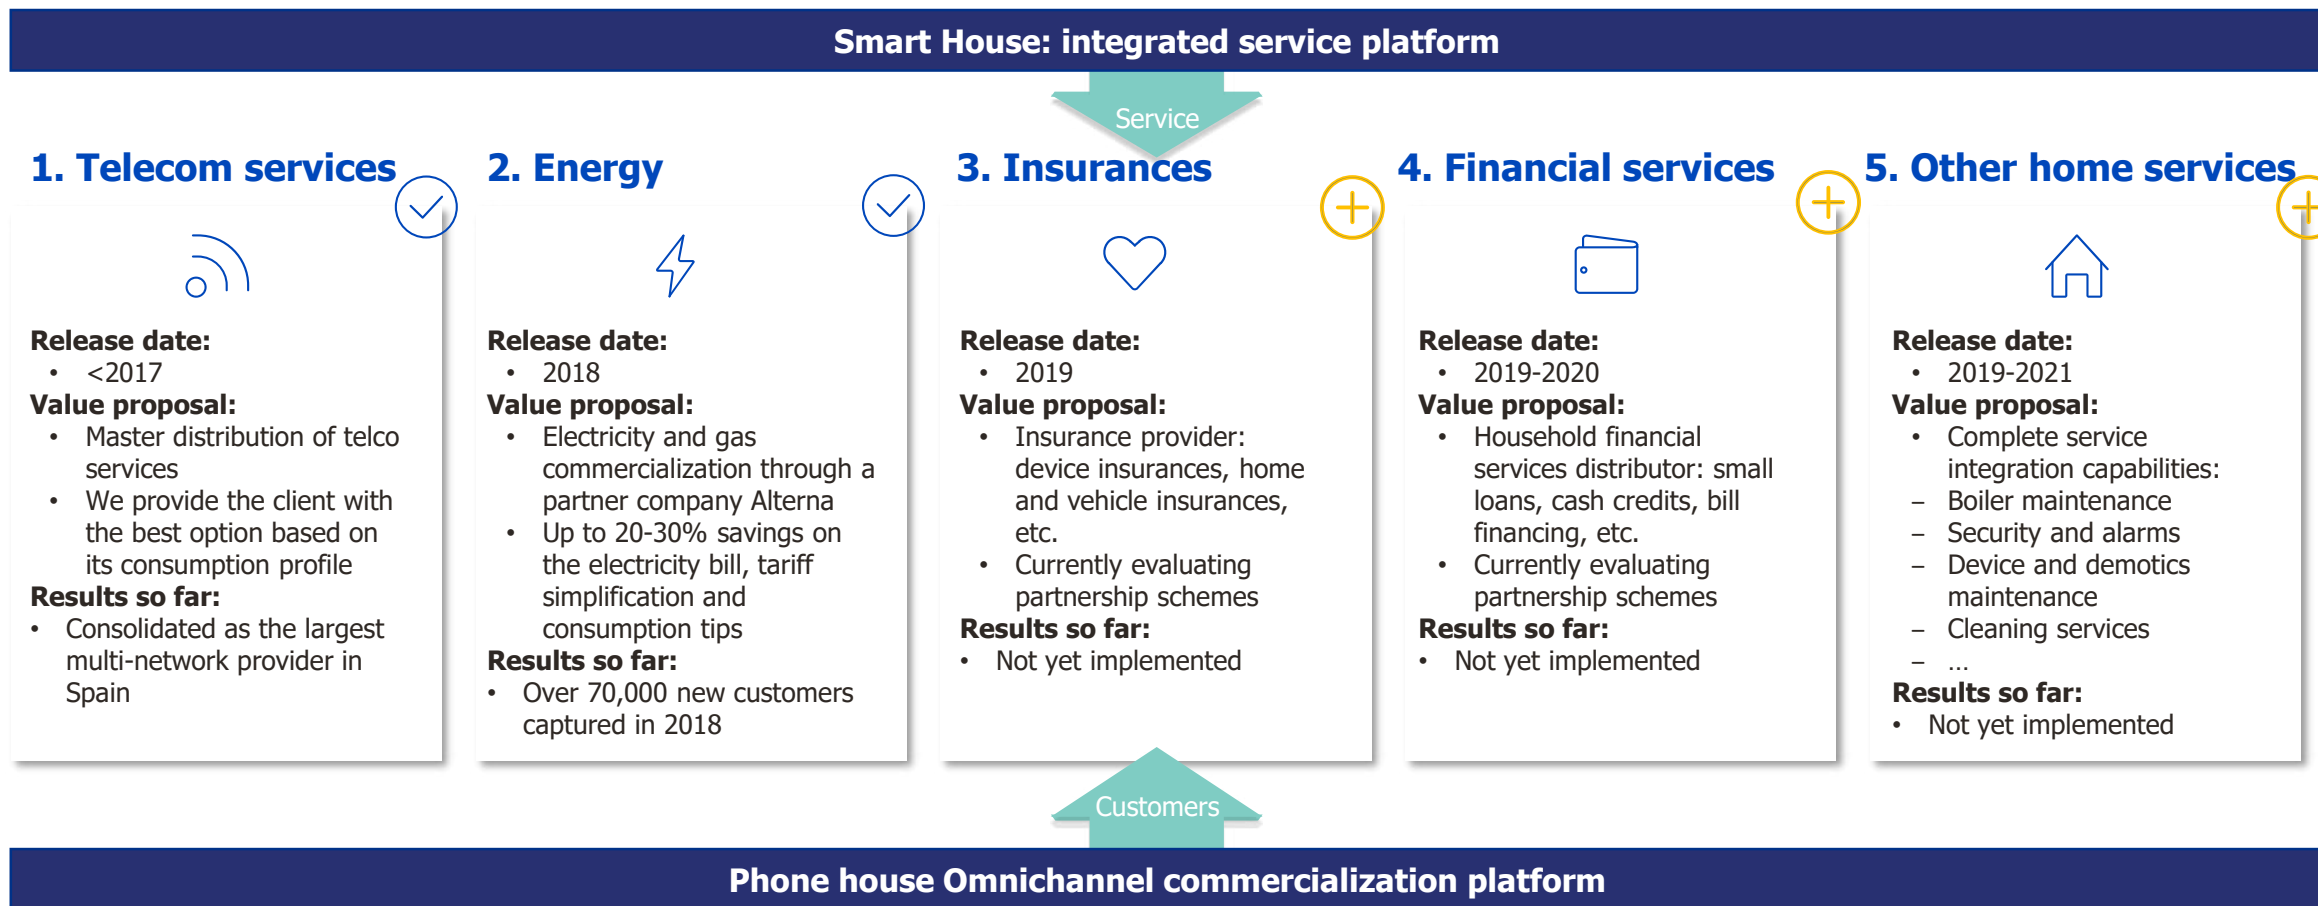 Smart House: integrated service platform
Service
1. Telecom services
Release date:
• <2017
Value proposal:
• Master distribution of telco
services
• We provide the client with
the best option based on
its consumption profile
Results so far:
• Consolidated as the largest
multi-network provider in
Spain
2. Energy
Release date:
• 2018
Value proposal:
• Electricity and gas
commercialization through a
partner company Alterna
• Up to 20-30% savings on
the electricity bill, tariff
simplification and
consumption tips
Results so far:
• Over 70,000 new customers
captured in 2018
3. Insurances
Release date:
• 2019
Value proposal:
• Insurance provider:
device insurances, home
and vehicle insurances,
etc.
• Currently evaluating
partnership schemes
Results so far:
• Not yet implemented
4. Financial services
Release date:
• 2019-2020
Value proposal:
• Household financial
services distributor: small
loans, cash credits, bill
financing, etc.
• Currently evaluating
partnership schemes
Results so far:
• Not yet implemented
5. Other home services
Release date:
• 2019-2021
Value proposal:
• Complete service
integration capabilities:
– Boiler maintenance
– Security and alarms
– Device and demotics
maintenance
– Cleaning services
– …
Results so far:
• Not yet implemented
Customers
Phone house Omnichannel commercialization platform